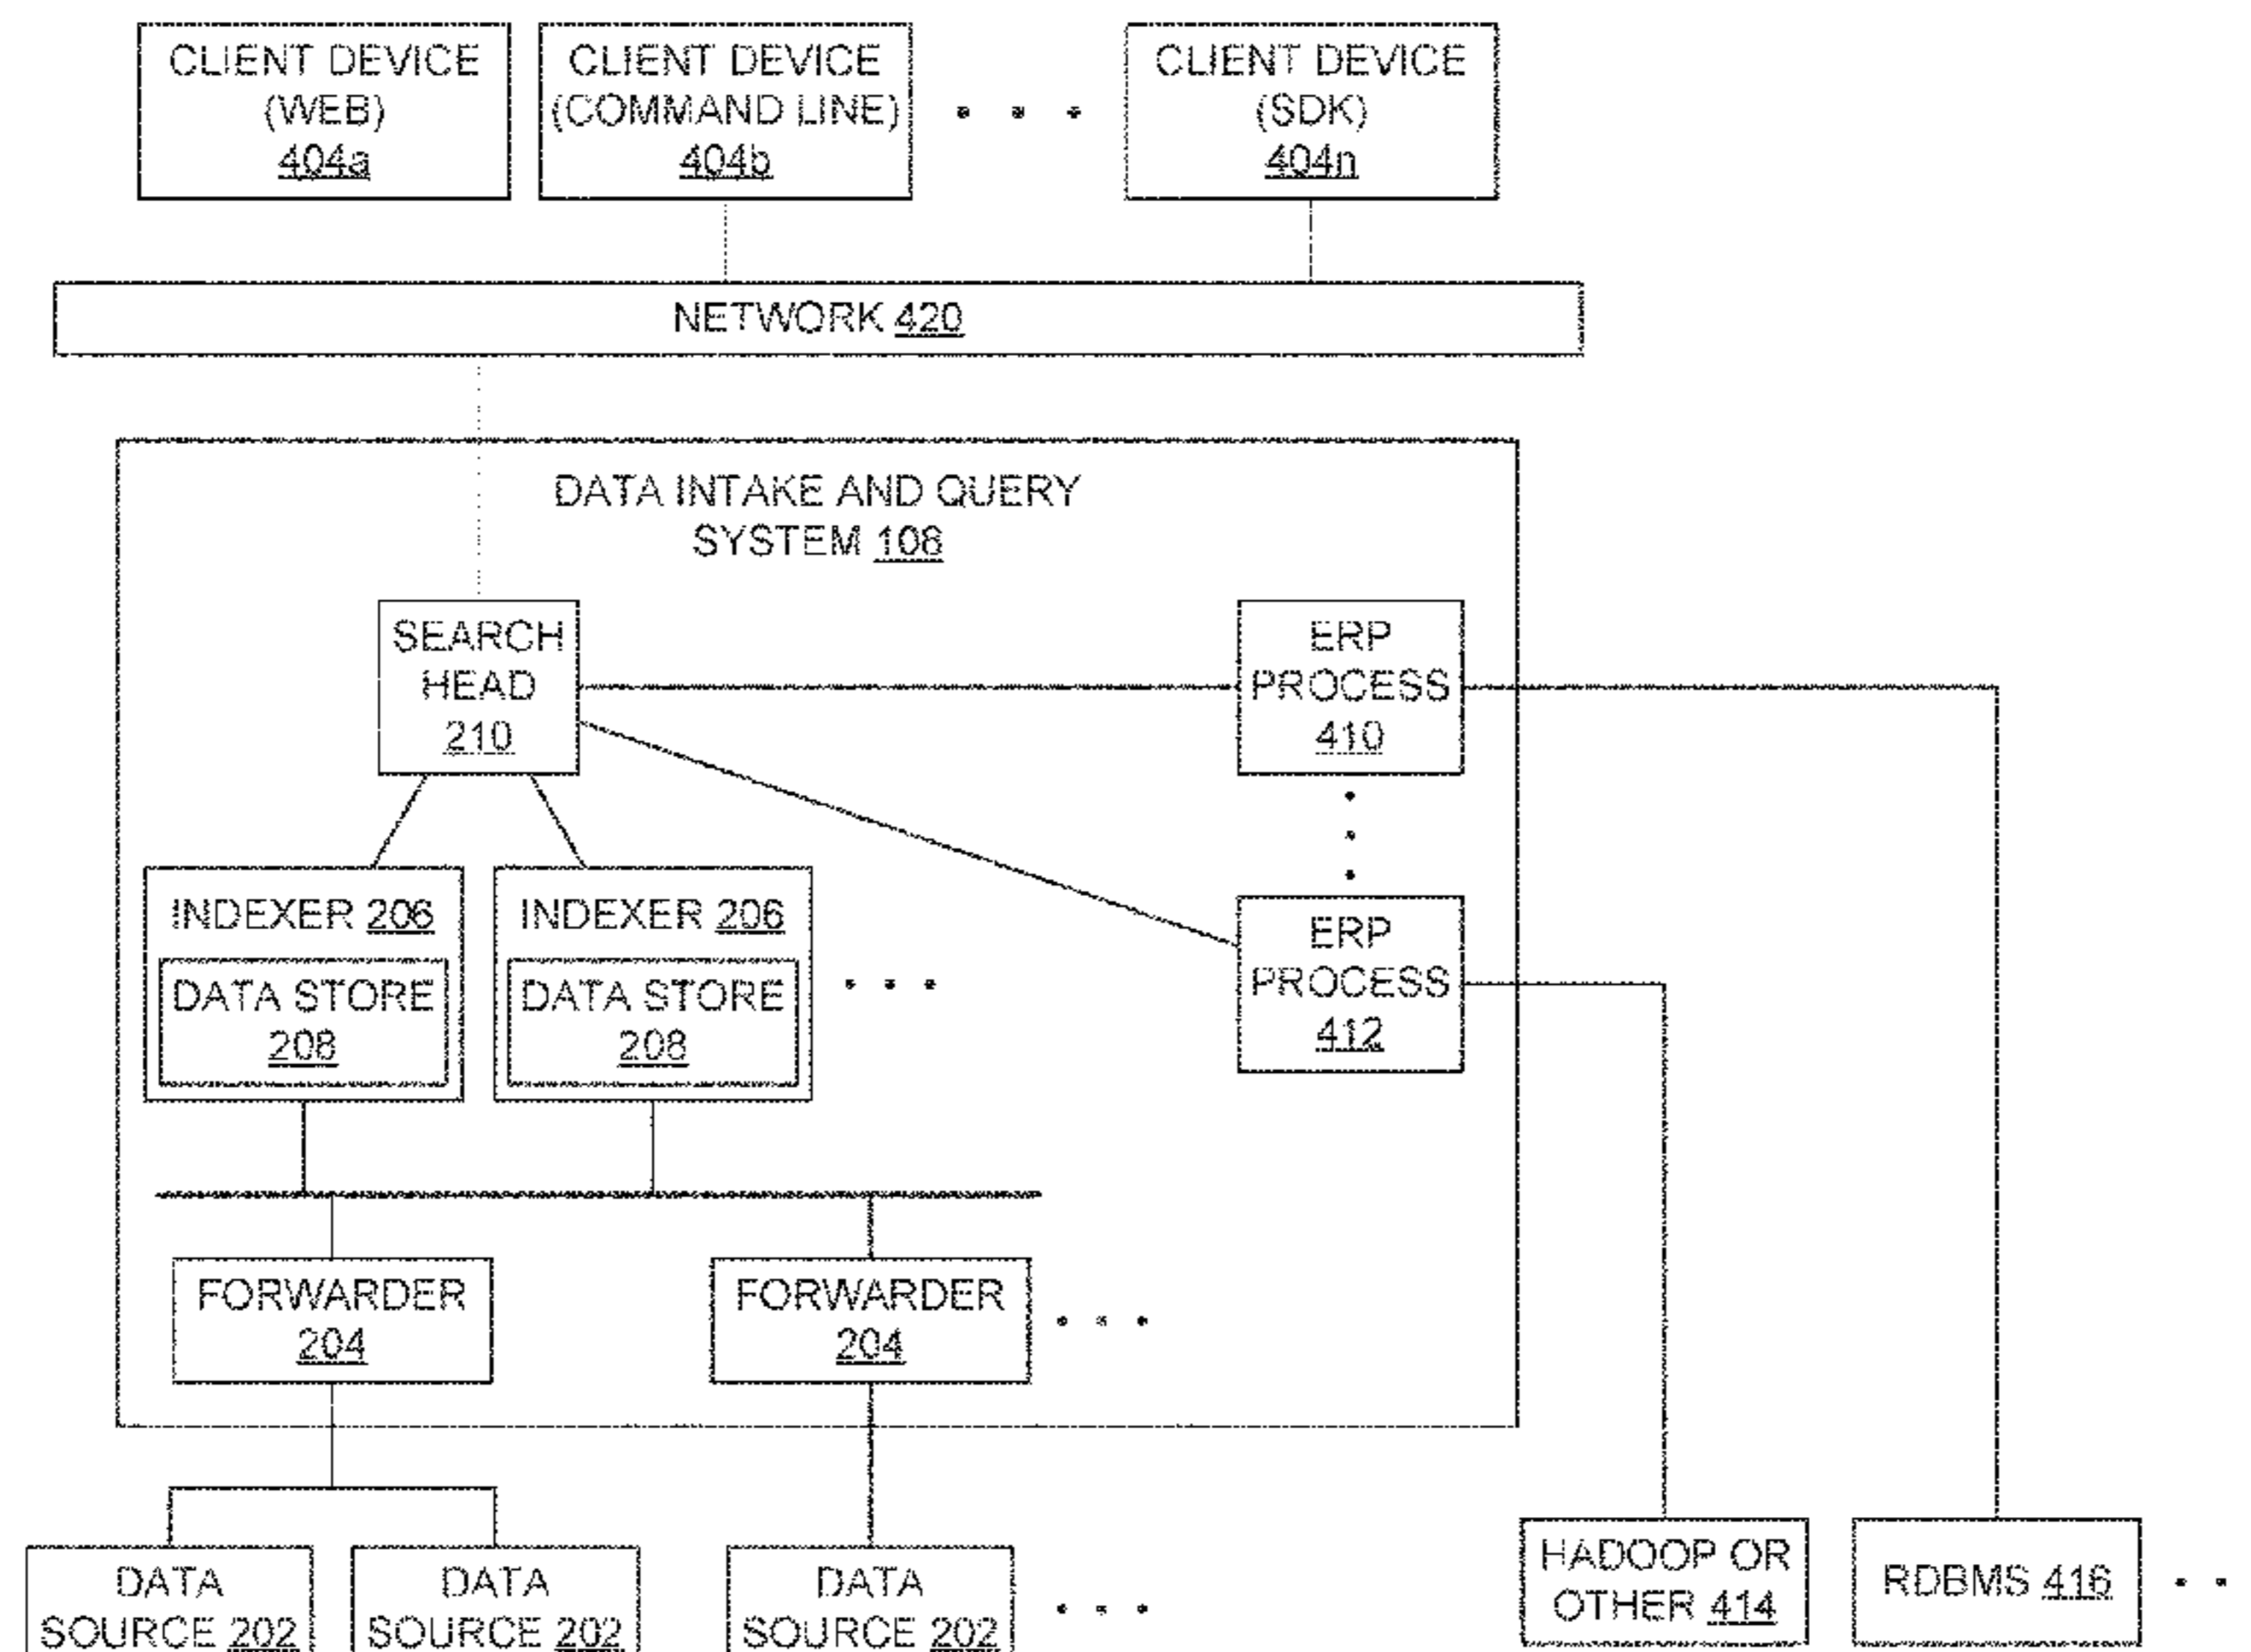 CLIENT DEVICE
(WEB)
404a
CLIENT DEVICE
(COMMAND LINE)
404b
CLIENT DEVICE
(SDK)
404n
NETWORK 420
DATA INTAKE AND QUERY
SYSTEM 108
SEARCH
HEAD
210
ERP
PROCESS
410
INDEXER 206
DATA STORE
208
INDEXER 206
DATA STORE
208
ERP
PROCESS
412
FORWARDER
204
FORWARDER
204
DATA
SOURCE 202
DATA
SOURCE 202
DATA
SOURCE 202
HADOOP OR
OTHER 414
RDBMS 416